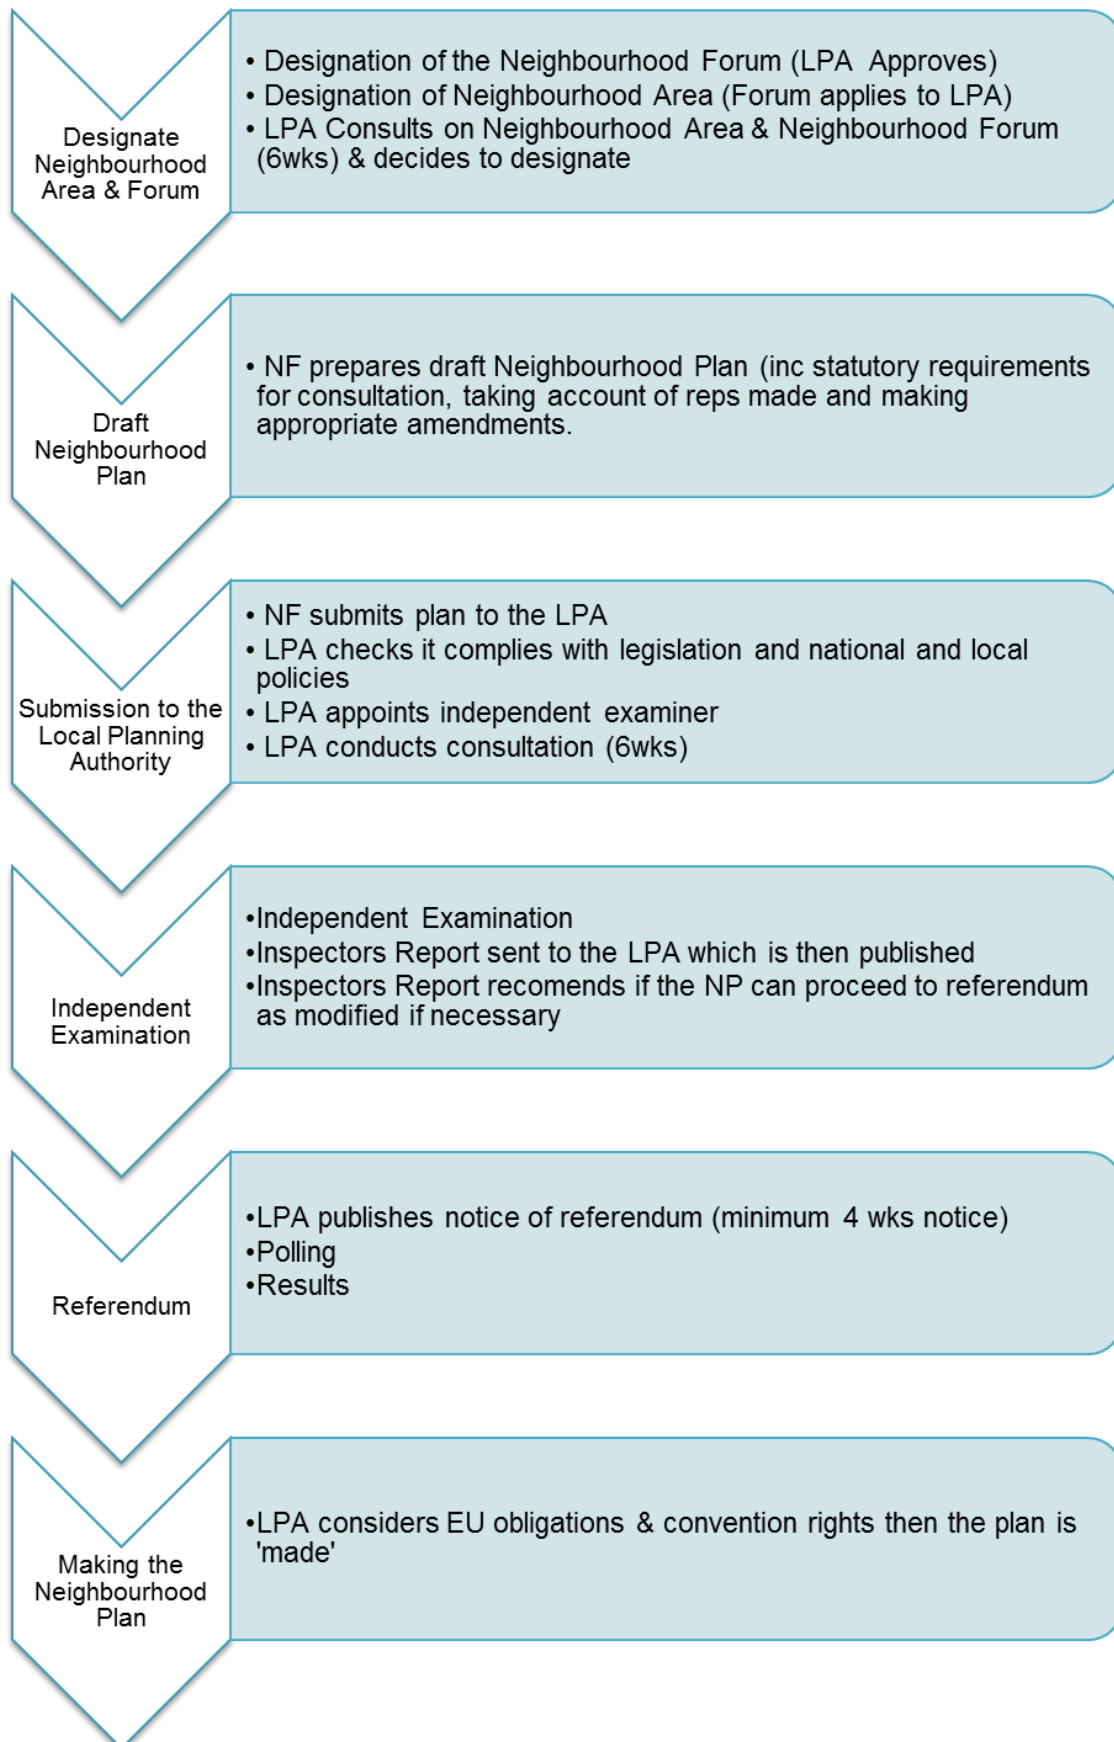 Designate
Neighbourhood
Area & Forum
• Designation of the Neighbourhood Forum (LPA Approves)
• Designation of Neighbourhood Area (Forum applies to LPA)
• LPA Consults on Neighbourhood Area & Neighbourhood Forum
(6wks) & decides to designate
Draft
Neighbourhood
Plan
• NF prepares draft Neighbourhood Plan (inc statutory requirements
for consultation, taking account of reps made and making
appropriate amendments.
Submission to the
Local Planning
Authority
• NF submits plan to the LPA
• LPA checks it complies with legislation and national and local
policies
• LPA appoints independent examiner
• LPA conducts consultation (6wks)
Independent
Examination
•Independent Examination
•Inspectors Report sent to the LPA which is then published
•Inspectors Report recomends if the NP can proceed to referendum
as modified if necessary
Referendum
•LPA publishes notice of referendum (minimum 4 wks notice)
•Polling
•Results
Making the
Neighbourhood
Plan
•LPA considers EU obligations & convention rights then the plan is
'made'